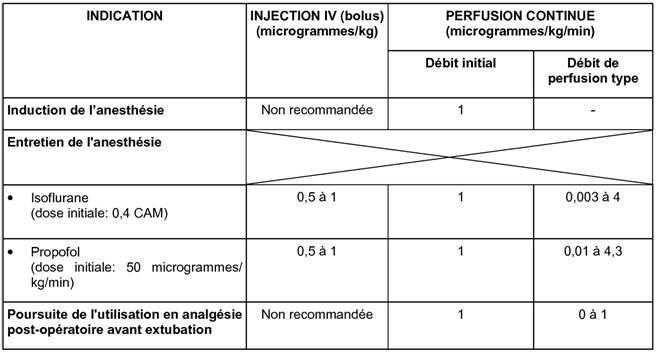 INDICATION
INJECTION IV (bolus)
(microgrammes/kg)
PERFUSION CONTINUE
(microgrammes/kg/min)
Débit initial
Débit de
perfusion type
Induction de l'anesthésie
Non recommandée
1
-
Entretien de l'anesthésie
• Isoflurane
(dose initiale: 0,4 CAM)
0,5 à 1
1
0,003 à 4
• Propofol
(dose initiale: 50 microgrammes/
kg/min)
0,5 à 1
1
0,01 à 4,3
Poursuite de l'utilisation en analgésie
post-opératoire avant extubation
Non recommandée
1
0 à 1